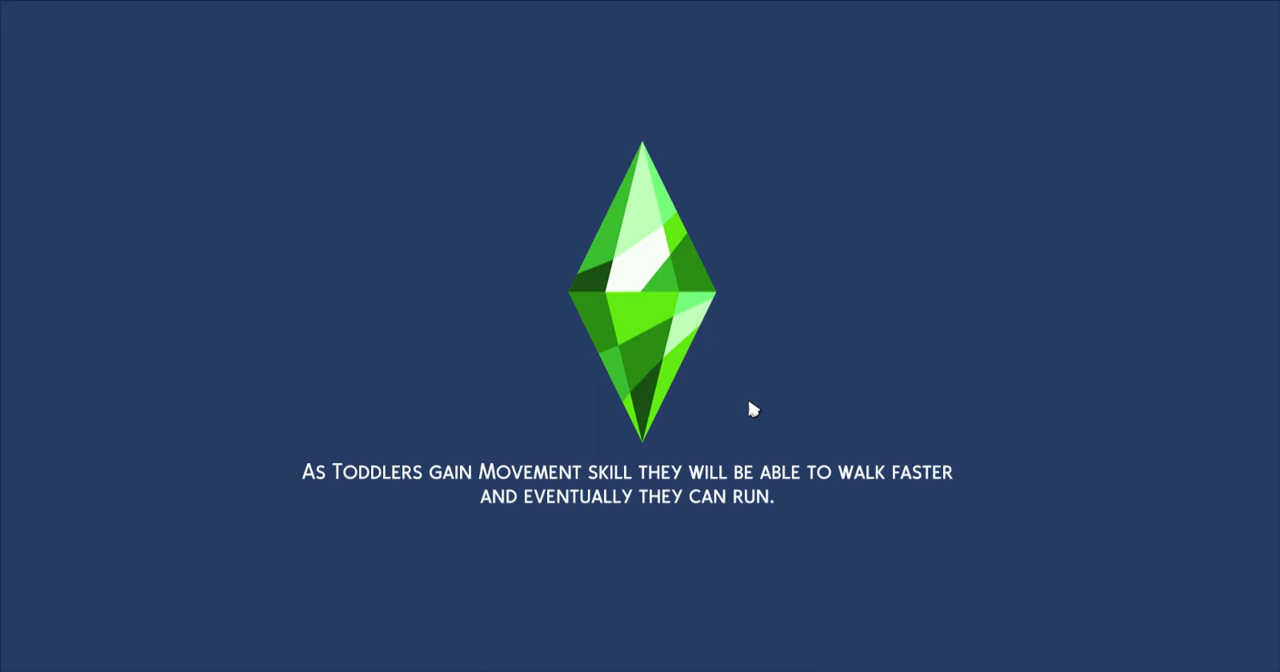 As Toddlers gain Movement skill they will be able to walk faster
and eventually they can run.